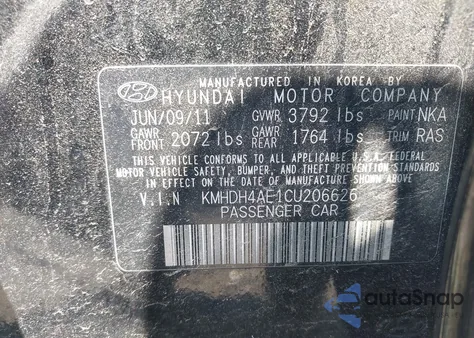 MANUFACTURED IN KOREA BY
HYUNDAI MOTOR COMPANY
JUN/09/11 GVWR 3792 lbs PAINT NKA
GAWR FRONT 2072 lbs GAWR REAR 1764 lbs TRIM RAS
THIS VEHICLE CONFORMS TO ALL APPLICABLE U.S.A. FEDERAL
MOTOR VEHICLE SAFETY, BUMPER, AND THEFT PREVENTION STANDARDS
IN EFFECT ON THE DATE OF MANUFACTURE SHOWN ABOVE.
V.I.N KMHDH4AE1CU206626
PASSENGER CAR
autoSnap